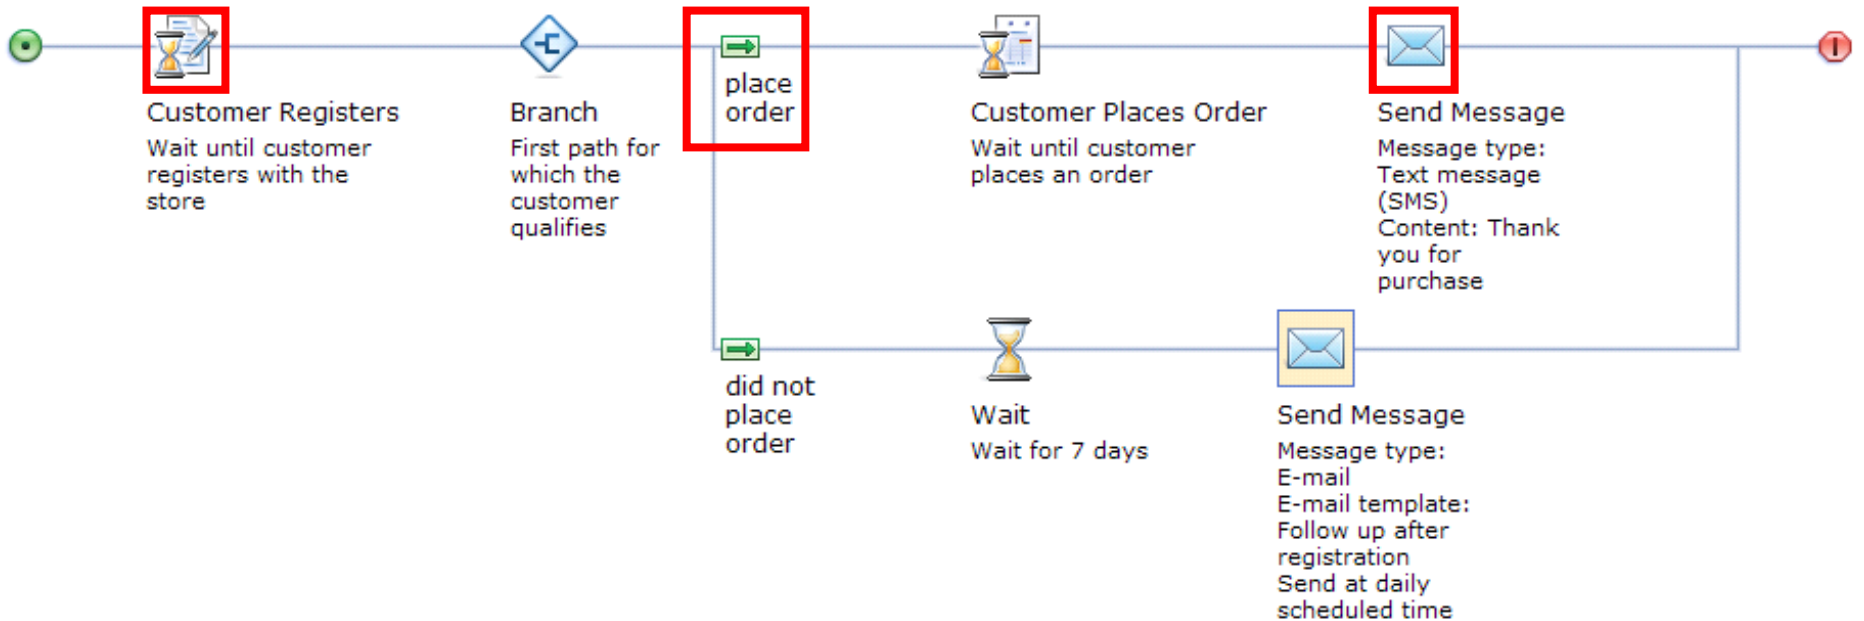 Customer Registers
Wait until customer
registers with the
store
Branch
First path for
which the
customer
qualifies
place
order
Customer Places Order
Wait until customer
places an order
Send Message
Message type:
Text message
(SMS)
Content: Thank
you for
purchase
did not
place
order
Wait
Wait for 7 days
Send Message
Message type:
E-mail
E-mail template:
Follow up after
registration
Send at daily
scheduled time